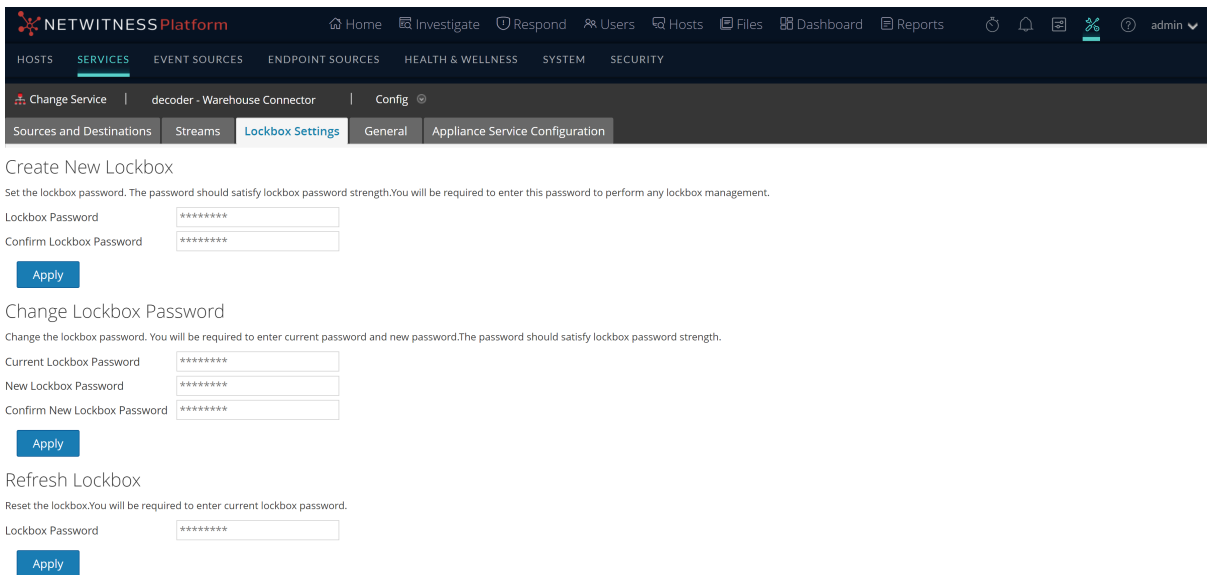 NETWITNESS Platform Home Investigate Respond Users Hosts Files Dashboard Reports admin
HOSTS SERVICES EVENT SOURCES ENDPOINT SOURCES HEALTH & WELLNESS SYSTEM SECURITY
Change Service | decoder - Warehouse Connector | Config
Sources and Destinations Streams Lockbox Settings General Appliance Service Configuration
Create New Lockbox
Set the lockbox password. The password should satisfy lockbox password strength.You will be required to enter this password to perform any lockbox management.
Lockbox Password ********
Confirm Lockbox Password ********
Apply
Change Lockbox Password
Change the lockbox password. You will be required to enter current password and new password.The password should satisfy lockbox password strength.
Current Lockbox Password ********
New Lockbox Password ********
Confirm New Lockbox Password ********
Apply
Refresh Lockbox
Reset the lockbox.You will be required to enter current lockbox password.
Lockbox Password ********
Apply